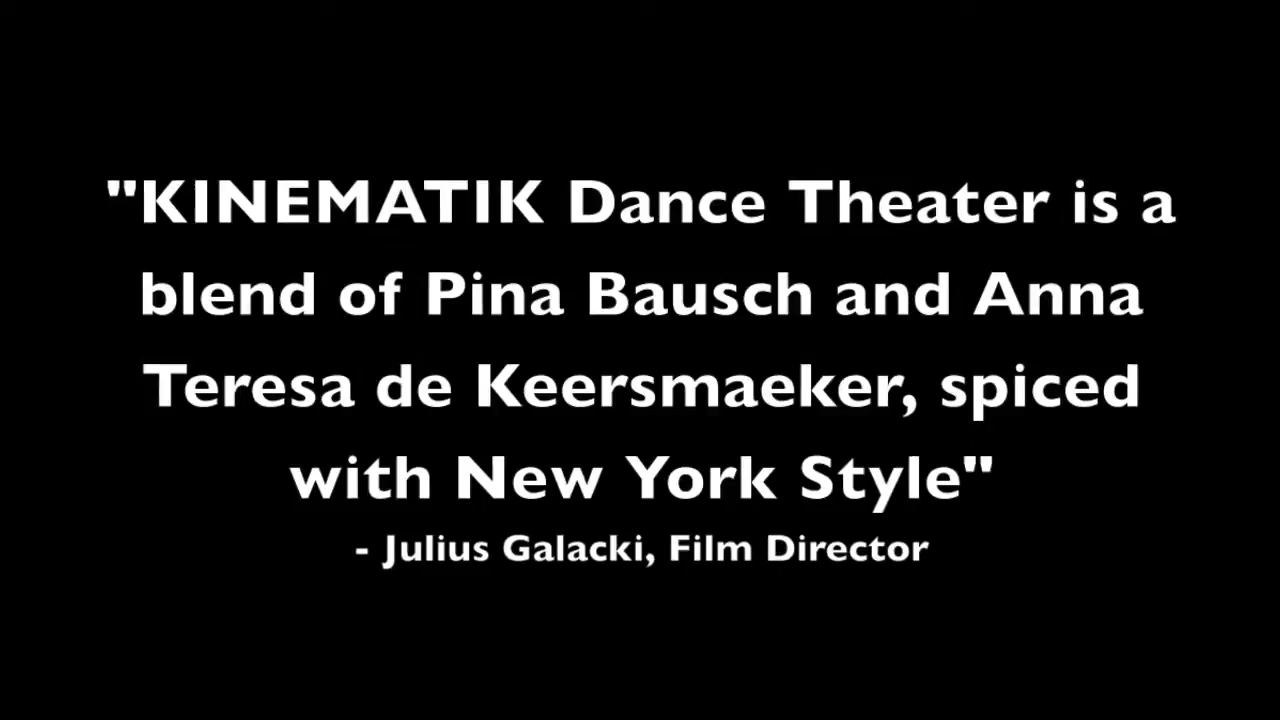 "KINEMATIK Dance Theater is a
blend of Pina Bausch and Anna
Teresa de Keersmaeker, spiced
with New York Style"
- Julius Galacki, Film Director